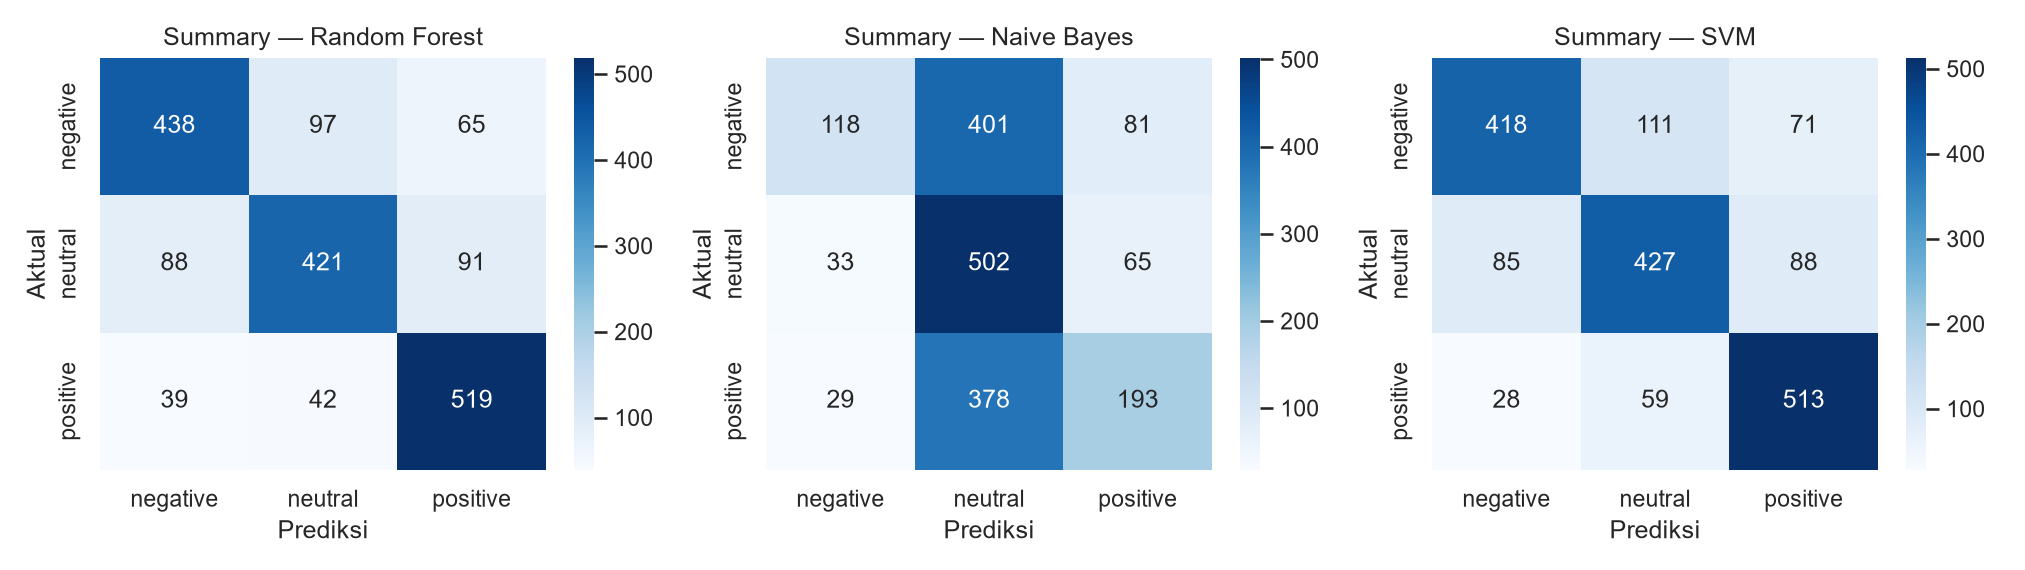 Summary — Random Forest
negative
neutral
positive
Aktual
438 97 65
88 421 91
39 42 519
negative neutral positive
Prediksi
500
400
300
200
100
Summary — Naive Bayes
negative
neutral
positive
Aktual
118 401 81
33 502 65
29 378 193
negative neutral positive
Prediksi
500
400
300
200
100
Summary — SVM
negative
neutral
positive
Aktual
418 111 71
85 427 88
28 59 513
negative neutral positive
Prediksi
500
400
300
200
100